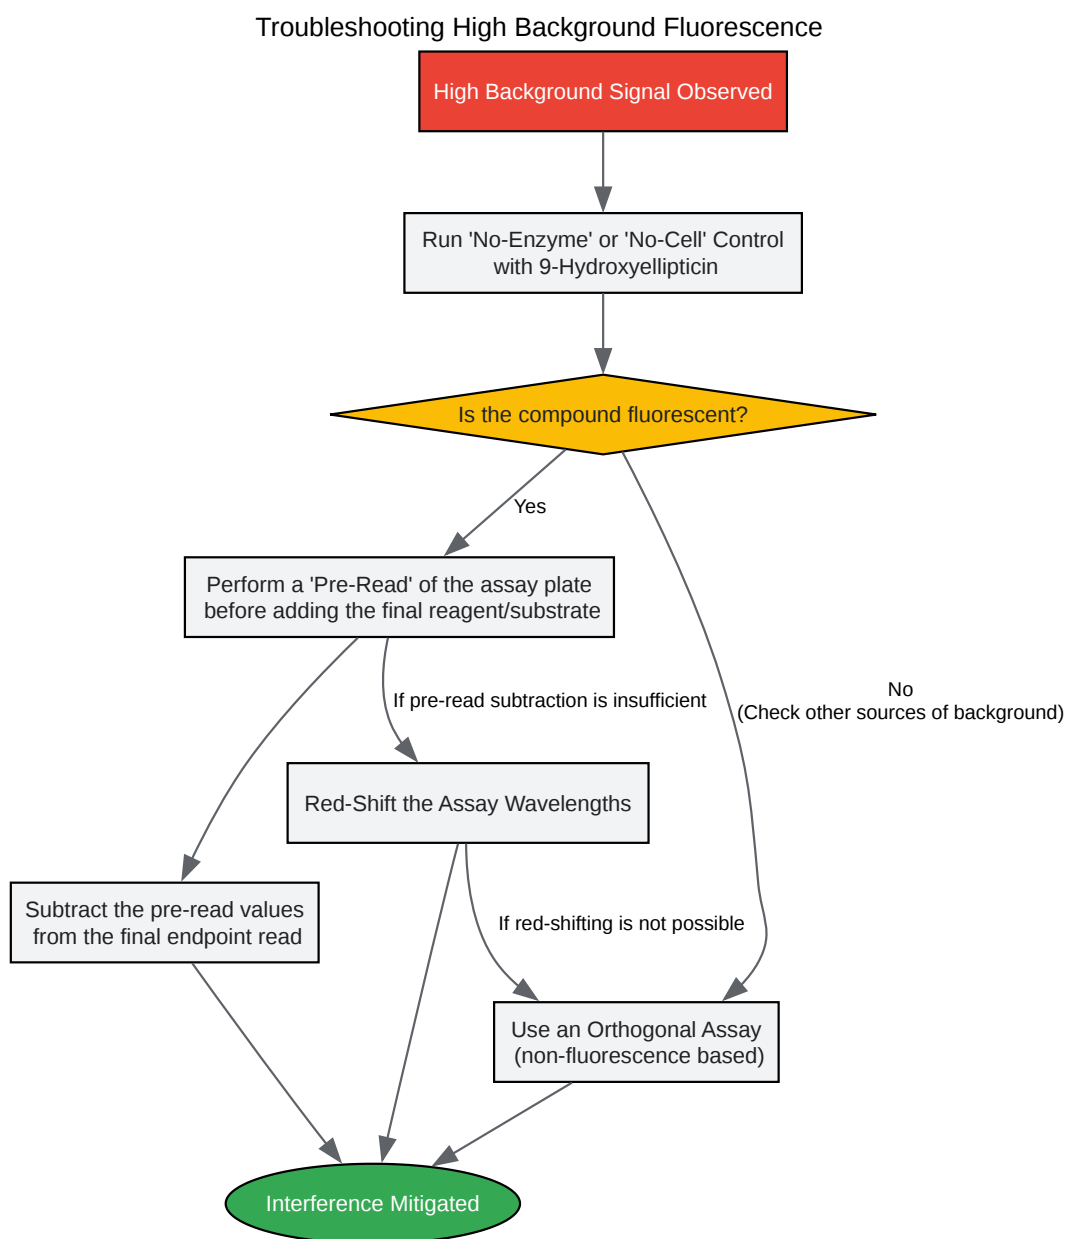 Troubleshooting High Background Fluorescence
High Background Signal Observed
Run 'No-Enzyme' or 'No-Cell' Control
with 9-Hydroxyellipticin
Is the compound fluorescent?
Yes
Perform a 'Pre-Read' of the assay plate
before adding the final reagent/substrate
If pre-read subtraction is insufficient
No
(Check other sources of background)
Red-Shift the Assay Wavelengths
Subtract the pre-read values
from the final endpoint read
If red-shifting is not possible
Use an Orthogonal Assay
(non-fluorescence based)
Interference Mitigated